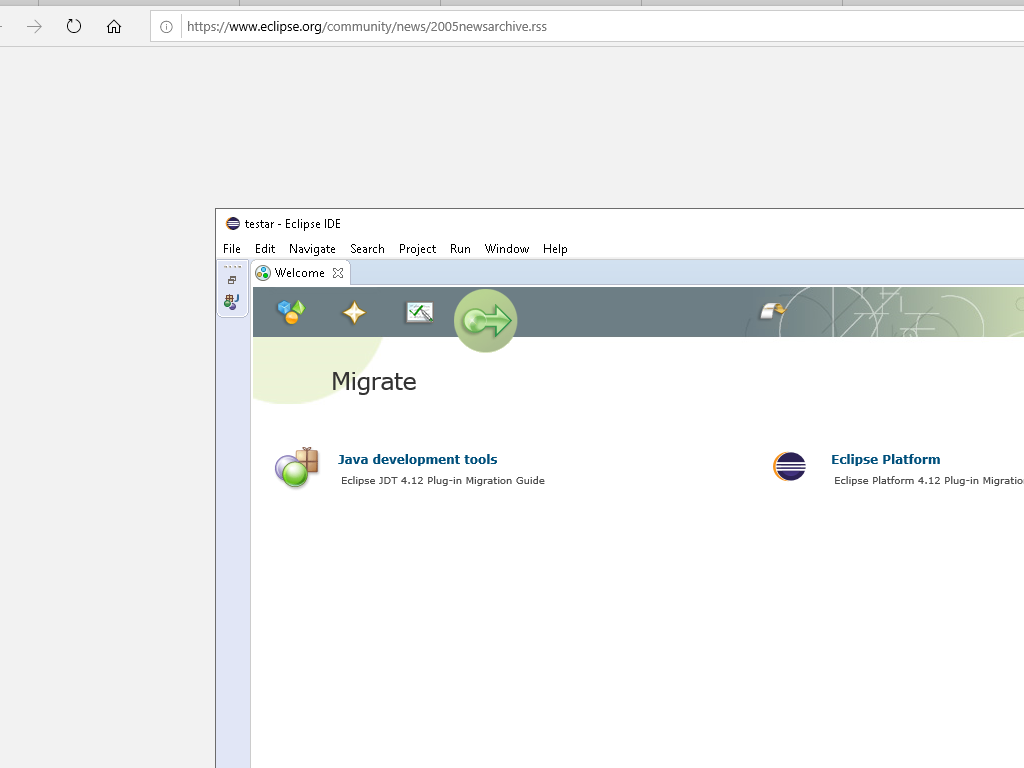 https://www.eclipse.org/community/news/2005newsarchive.rss
testar - Eclipse IDE
File Edit Navigate Search Project Run Window Help
Welcome
Migrate
Java development tools
Eclipse JDT 4.12 Plug-in Migration Guide
Eclipse Platform
Eclipse Platform 4.12 Plug-in Migratio